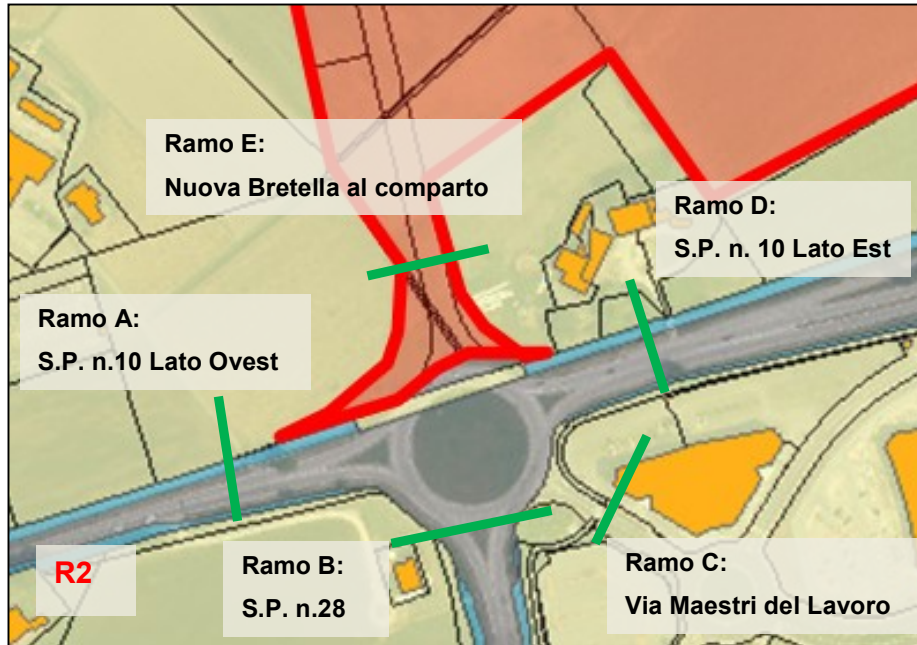 Ramo E:
Nuova Bretella al comparto
Ramo D:
S.P. n. 10 Lato Est
Ramo A:
S.P. n.10 Lato Ovest
R2
Ramo B:
S.P. n.28
Ramo C:
Via Maestri del Lavoro